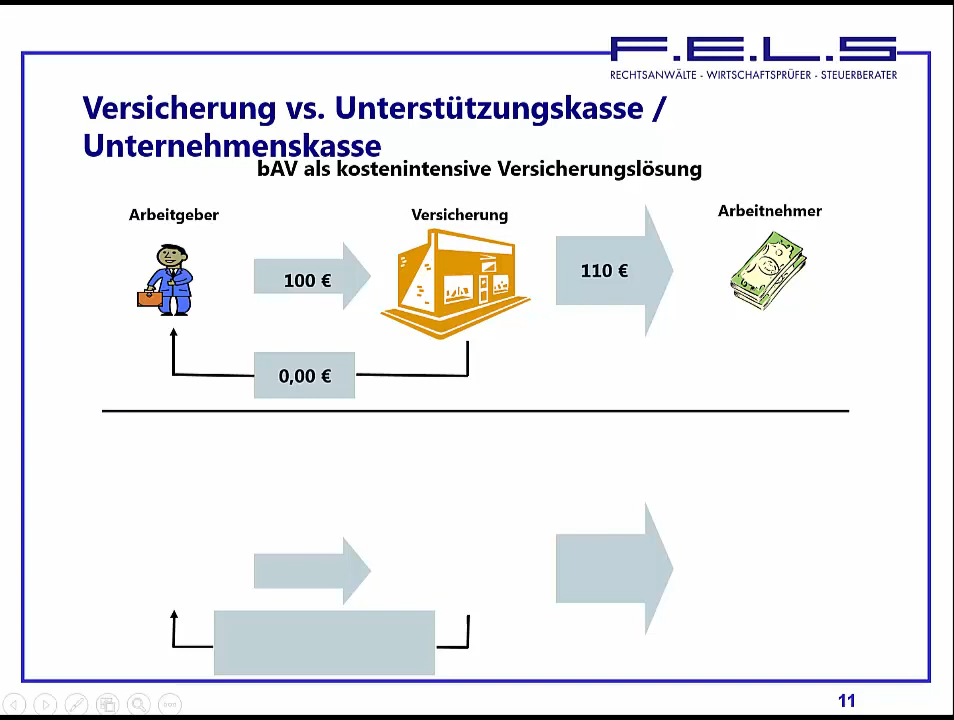 F.E.L.S
RECHTSANWÄLTE - WIRTSCHAFTSPRÜFER - STEUERBERATER
Versicherung vs. Unterstützungskasse /
Unternehmenskasse
bAV als kostenintensive Versicherungslösung
Arbeitgeber
Versicherung
Arbeitnehmer
100 €
110 €
0,00 €
11